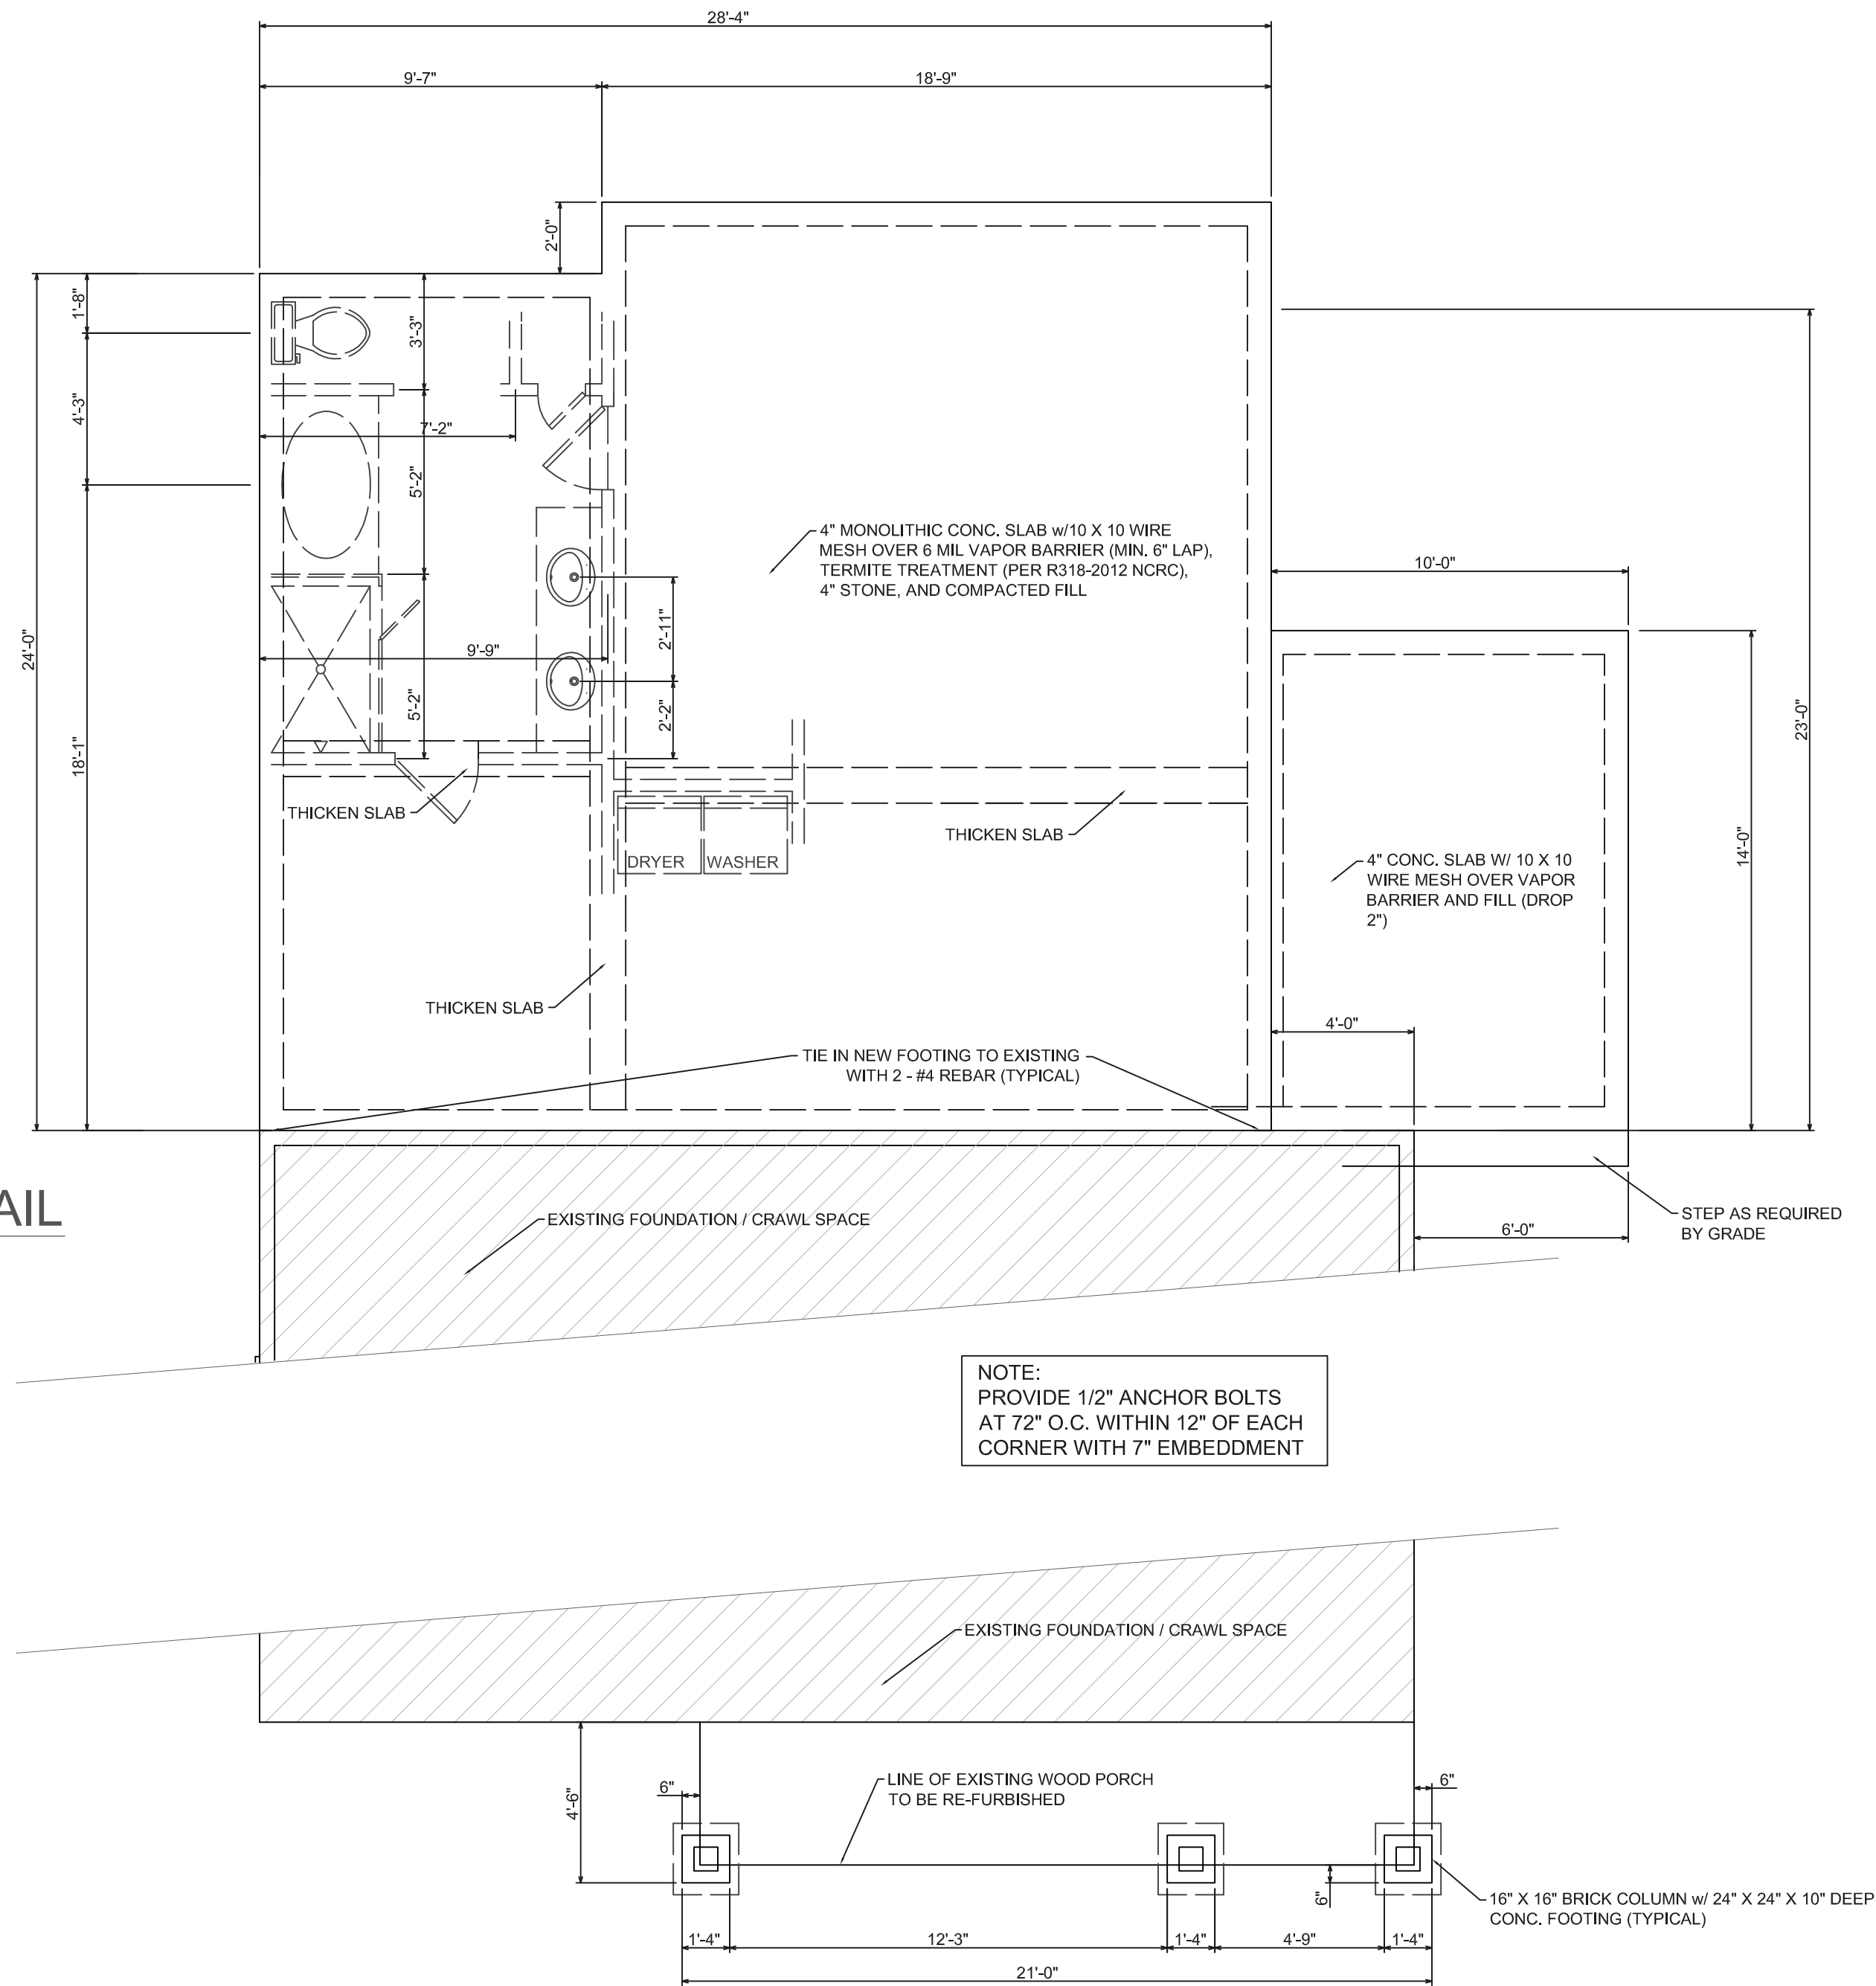 28'-4"
9'-7"
18'-9"
2'-0"
1'-8"
3'-3"
4'-3"
7'-2"
5'-2"
4" MONOLITHIC CONC. SLAB w/10 X 10 WIRE
MESH OVER 6 MIL VAPOR BARRIER (MIN. 6" LAP),
TERMITE TREATMENT (PER R318-2012 NCRC),
4" STONE, AND COMPACTED FILL
10'-0"
24'-0"
2'-11"
9'-9"
5'-2"
2'-2"
23'-0"
18'-1"
THICKEN SLAB
THICKEN SLAB
DRYER
WASHER
14'-0"
4" CONC. SLAB W/ 10 X 10
WIRE MESH OVER VAPOR
BARRIER AND FILL (DROP
2")
THICKEN SLAB
4'-0"
TIE IN NEW FOOTING TO EXISTING
WITH 2 - #4 REBAR (TYPICAL)
AIL
EXISTING FOUNDATION / CRAWL SPACE
STEP AS REQUIRED
BY GRADE
6'-0"
NOTE:
PROVIDE 1/2" ANCHOR BOLTS
AT 72" O.C. WITHIN 12" OF EACH
CORNER WITH 7" EMBEDDMENT
EXISTING FOUNDATION / CRAWL SPACE
4'-6"
6"
LINE OF EXISTING WOOD PORCH
TO BE RE-FURBISHED
6"
6"
16" X 16" BRICK COLUMN w/ 24" X 24" X 10" DEEP
CONC. FOOTING (TYPICAL)
1'-4"
12'-3"
1'-4"
4'-9"
1'-4"
21'-0"